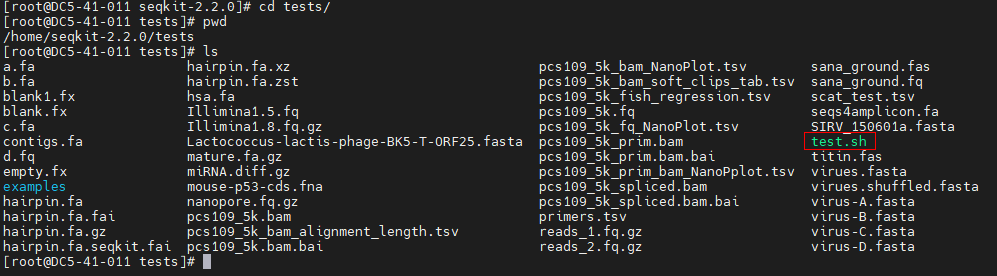 [root@DC5-41-011 seqkit-2.2.0]# cd tests/
[root@DC5-41-011 tests]# pwd
/home/seqkit-2.2.0/tests
[root@DC5-41-011 tests]# ls
a.fa hairpin.fa.xz pcs109_5k_bam_NanoPlot.tsv sana_ground.fas
b.fa hairpin.fa.zst pcs109_5k_bam_soft_clips_tab.tsv sana_ground.fq
blank1.fx hsa.fa pcs109_5k_fish_regression.tsv scat_test.tsv
blank.fx Illimina1.5.fq pcs109_5k.fq seqs4amplicon.fa
c.fa Illimina1.8.fq.gz pcs109_5k_fq_NanoPlot.tsv SIRV_150601a.fasta
contigs.fa Lactococcus-lactis-phage-BK5-T-ORF25.fasta pcs109_5k_prim.bam test.sh
d.fq mature.fa.gz pcs109_5k_prim.bam.bai titin.fas
empty.fx miRNA.diff.gz pcs109_5k_prim_bam_NanoPplot.tsv virues.fasta
examples mouse-p53-cds.fna pcs109_5k_spliced.bam virues.shuffled.fasta
hairpin.fa nanopore.fq.gz pcs109_5k_spliced.bam.bai virus-A.fasta
hairpin.fa.fai pcs109_5k.bam primers.tsv virus-B.fasta
hairpin.fa.gz pcs109_5k_bam_alignment_length.tsv reads_1.fq.gz virus-C.fasta
hairpin.fa.seqkit.fai pcs109_5k.bam.bai reads_2.fq.gz virus-D.fasta
[root@DC5-41-011 tests]#